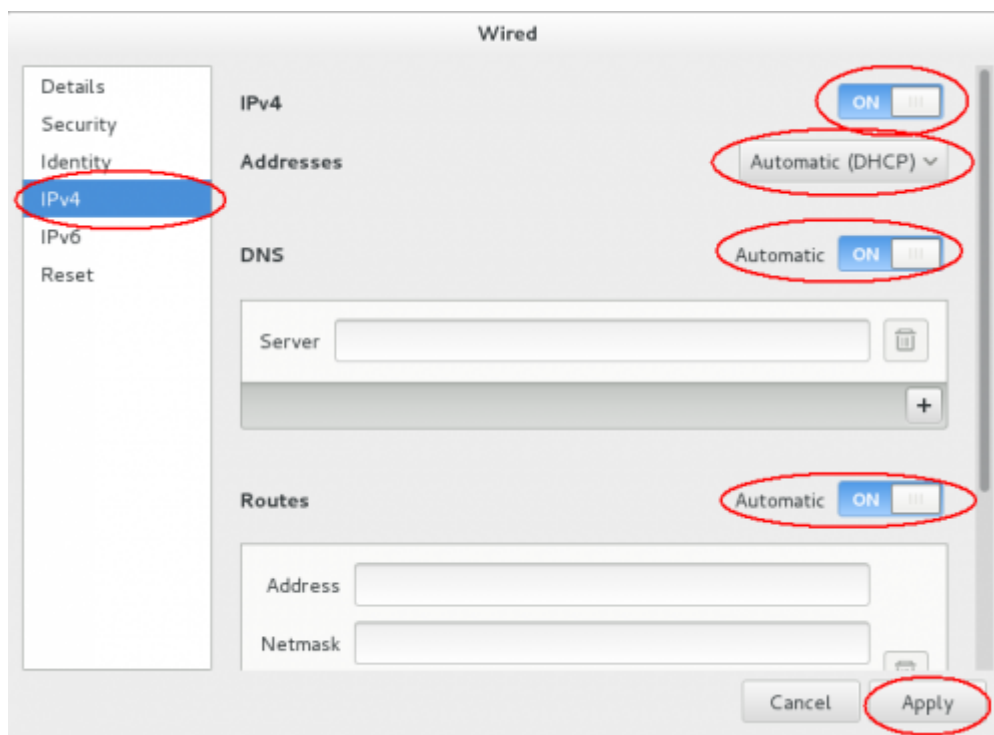 Wired
Details
Security
Identity
IPv4
IPv6
Reset
IPv4 ON
Addresses Automatic (DHCP)
DNS Automatic ON
Server
+
Routes Automatic ON
Address
Netmask
Cancel Apply